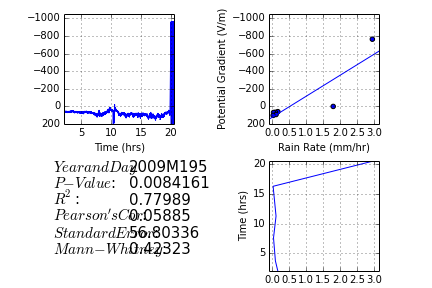 −1000
−800
−600
−400
−200
0
200
5 10 15 20
Time (hrs)
Potential Gradient (V/m)
−1000
−800
−600
−400
−200
0
200
0.0 0.5 1.0 1.5 2.0 2.5 3.0
Rain Rate (mm/hr)
YearandDay 2009M195
P−Value: 0.0084161
R²: 0.77989
Pearson'sCor: 0.05885
StandardError: 56.80336
Mann−Whitney: 0.42323
Time (hrs)
20
15
10
5
0.0 0.5 1.0 1.5 2.0 2.5 3.0